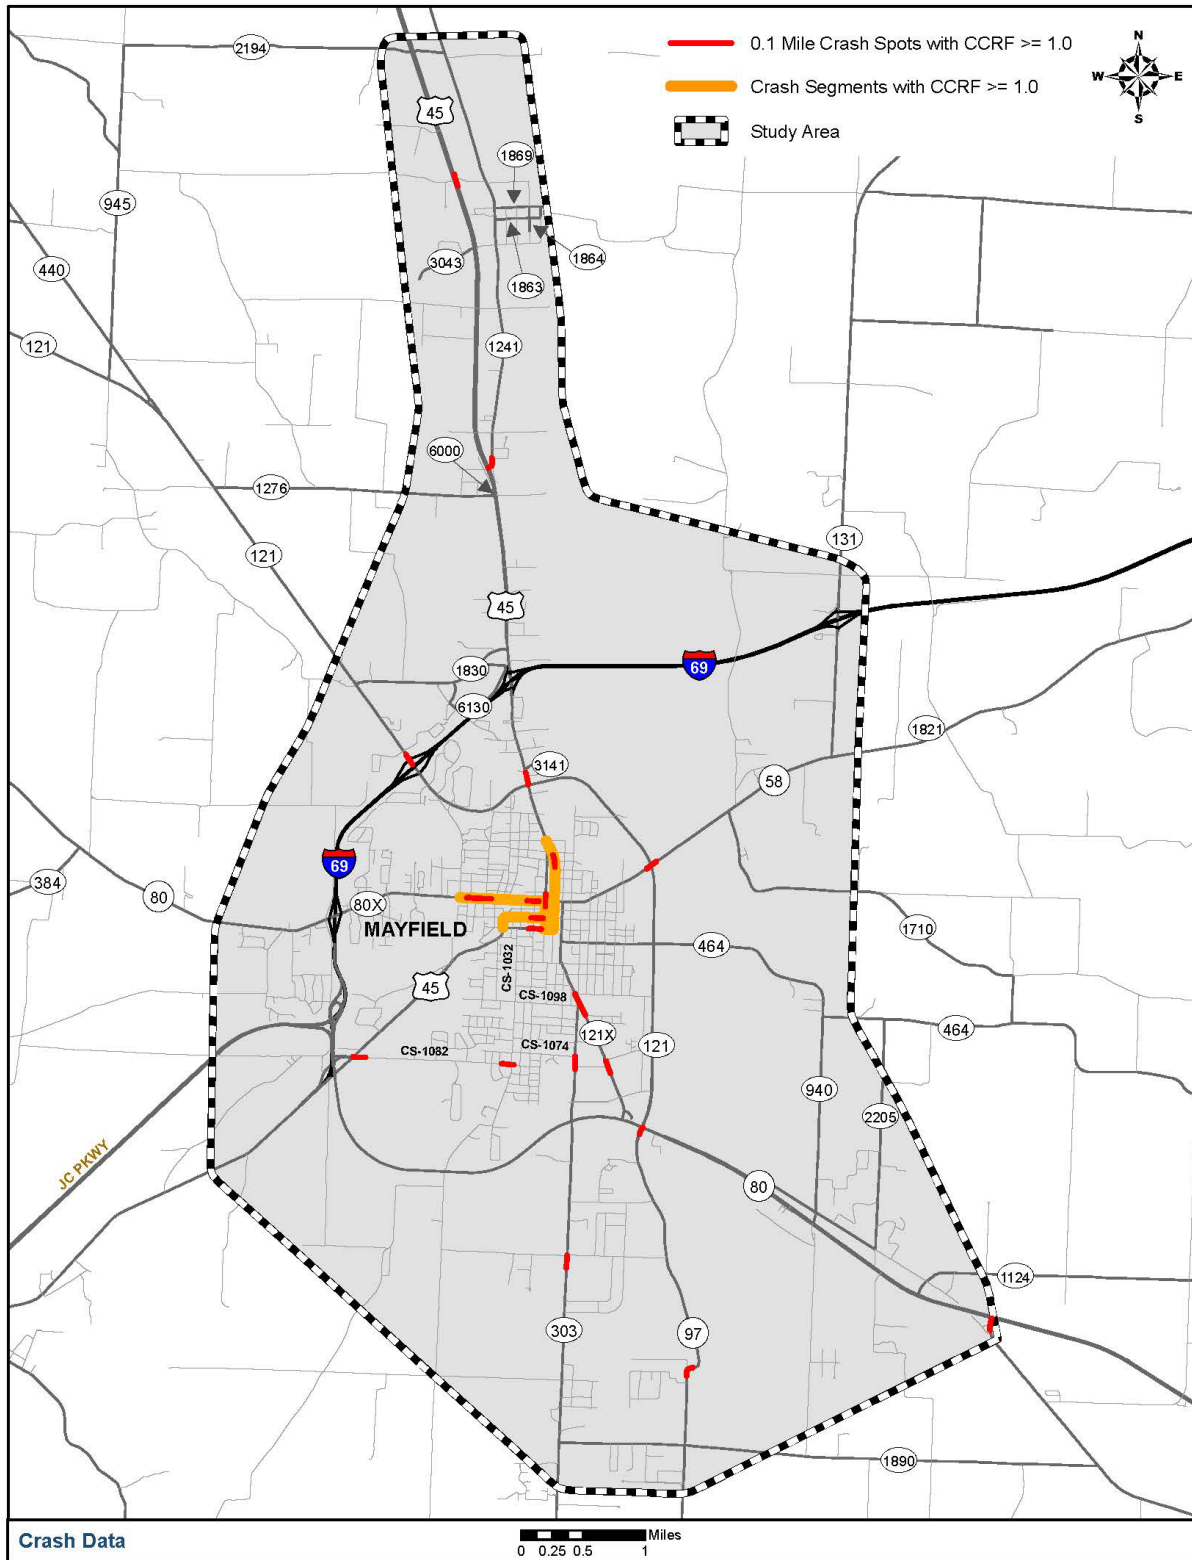 2194
0.1 Mile Crash Spots with CCRF >= 1.0
Crash Segments with CCRF >= 1.0
Study Area
N
W
E
S
45
1869
945
1864
3043
1863
440
121
1241
6000
1276
121
131
45
1830
69
6130
1821
3141
58
69
384
80
80X
MAYFIELD
1710
464
CS-1032
45
CS-1098
464
121X
121
CS-1082
CS-1074
940
2205
JC PKWY
80
1124
303
97
1890
Crash Data
Miles
0 0.25 0.5 1